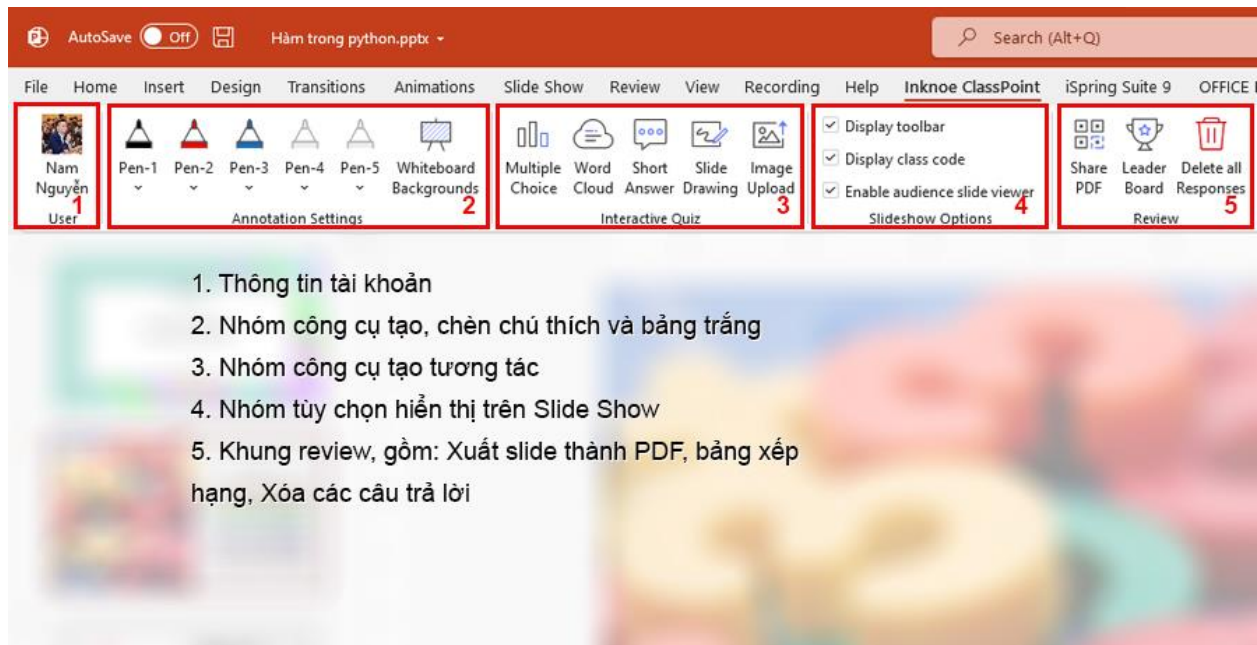 AutoSave Off Hàm trong python.pptx Search (Alt+Q)
File Home Insert Design Transitions Animations Slide Show Review View Recording Help Inknoe ClassPoint iSpring Suite 9 OFFICE
Nam Nguyễn
User
1
Pen-1 Pen-2 Pen-3 Pen-4 Pen-5 Whiteboard Backgrounds
Annotation Settings
2
Multiple Choice Word Cloud Short Answer Slide Drawing Image Upload
Interactive Quiz
3
Display toolbar
Display class code
Enable audience slide viewer
Slideshow Options
4
Share PDF Leader Board Delete all Responses
Review
5
1. Thông tin tài khoản
2. Nhóm công cụ tạo, chèn chú thích và bảng trắng
3. Nhóm công cụ tạo tương tác
4. Nhóm tùy chọn hiển thị trên Slide Show
5. Khung review, gồm: Xuất slide thành PDF, bảng xếp
hạng, Xóa các câu trả lời